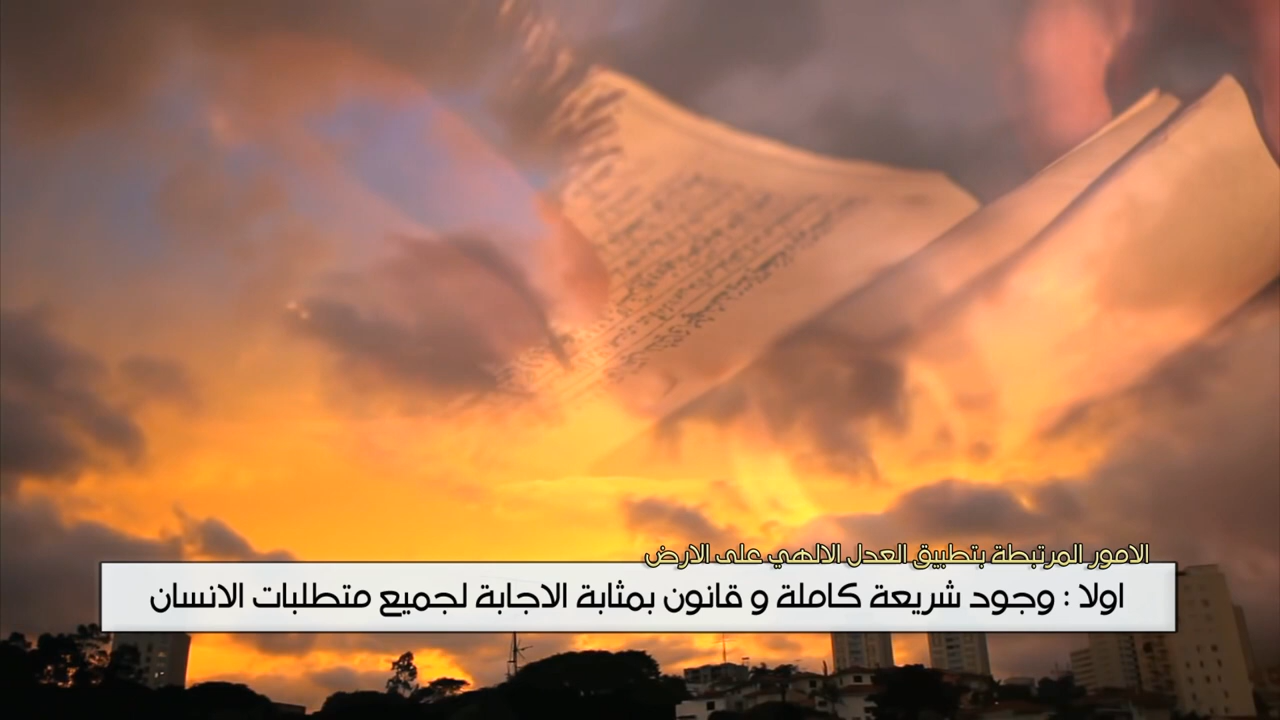 الامور المرتبطة بتطبيق العدل الالهي على الارض
اولا : وجود شريعة كاملة و قانون بمثابة الاجابة لجميع متطلبات الانسان